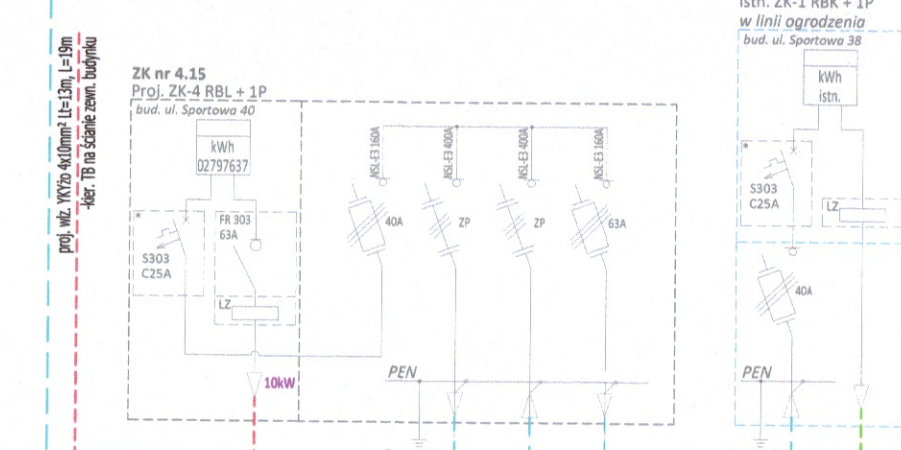 proj. wlz. YKYżo 4x10mm² Lt=13m, L=19m
-kier. TB na ścianie zewn. budynku
ZK nr 4.15
Proj. ZK-4 RBL + 1P
bud. ul. Sportowa 40
kWh
02797637
*
S303
C25A
FR 303
63A
LZ
10kW
NSL-E3 160A
NSL-E3 400A
NSL-E3 400A
NSL-E3 160A
40A
ZP
ZP
63A
PEN
istn. ZK-1 RBK + 1P
w linii ogrodzenia
bud. ul. Sportowa 38
kWh
istn.
*
S303
C25A
LZ
40A
PEN